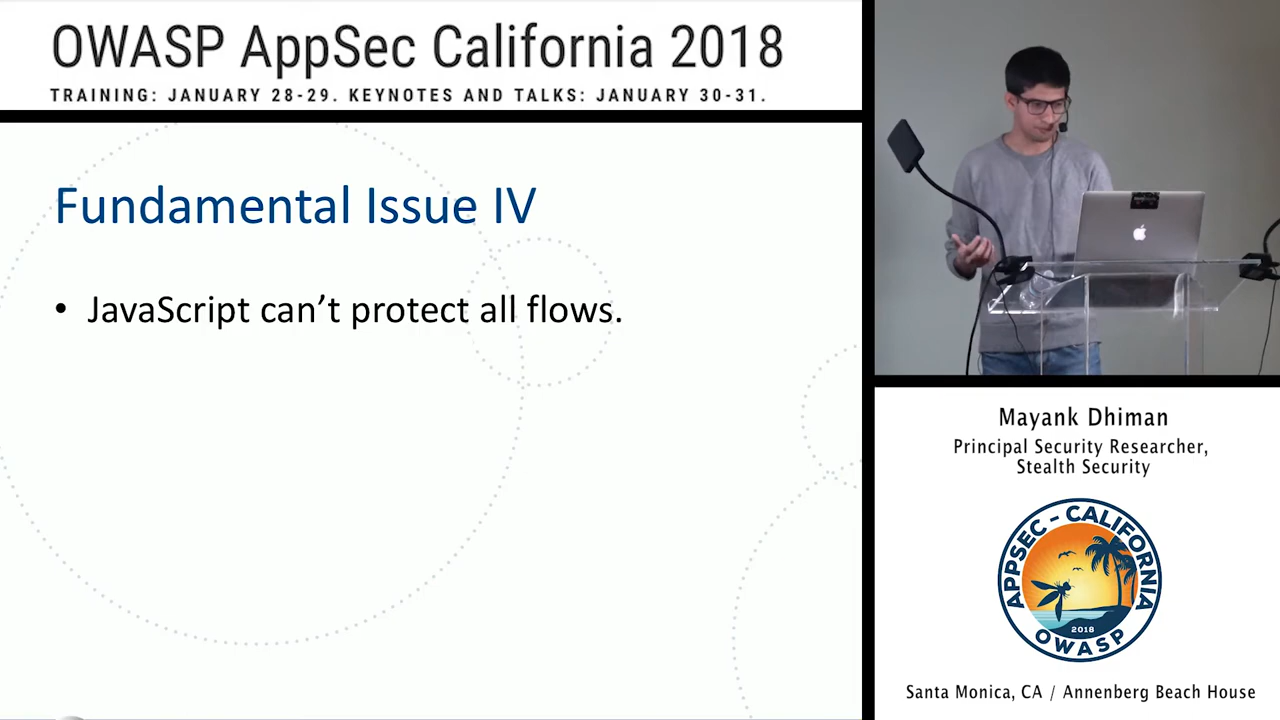 OWASP AppSec California 2018
TRAINING: JANUARY 28-29. KEYNOTES AND TALKS: JANUARY 30-31.
Fundamental Issue IV
• JavaScript can’t protect all flows.
Mayank Dhiman
Principal Security Researcher,
Stealth Security
APPSEC - CALIFORNIA
2018
OWASP
Santa Monica, CA / Annenberg Beach House